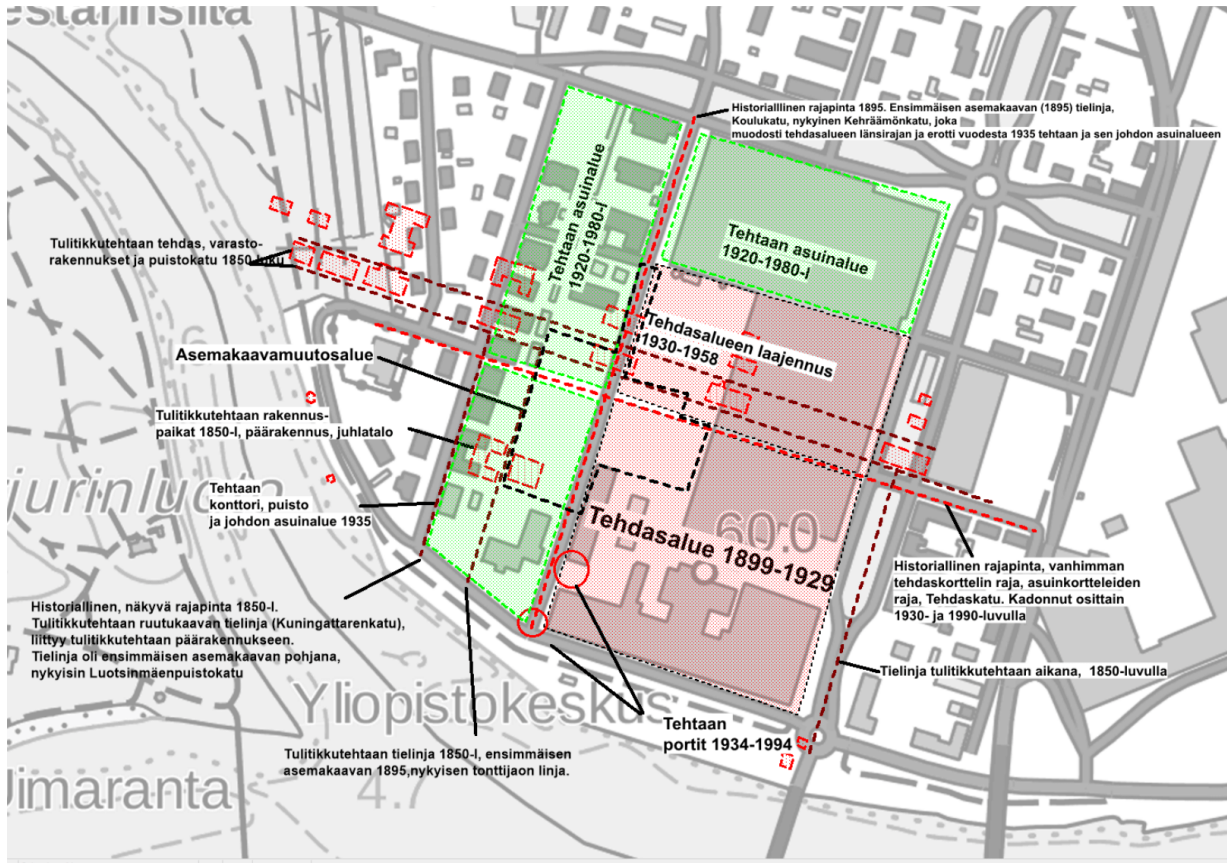 Historialllinen rajapinta 1895. Ensimmäisen asemakaavan (1895) tielinja,
Koulukatu, nykyinen Kehräämönkatu, joka
muodosti tehdasalueen länsirajan ja erotti vuodesta 1935 tehtaan ja sen johdon asuinalueen
Tehtaan asuinalue
1920-1980-l
Tehtaan asuinalue
1920-1980-l
Tulitikkutehtaan tehdas, varasto-
rakennukset ja puistokatu 1850-luku
Tehdasalueen laajennus
1930-1958
Asemakaavamuutosalue
Tulitikkutehtaan rakennus-
paikat 1850-l, päärakennus, juhlatalo
Tehtaan
konttori, puisto
ja johdon asuinalue 1935
60.0
Tehdasalue 1899-1929
Historiallinen rajapinta, vanhimman
tehdaskorttelin raja, asuinkortteleiden
raja, Tehdaskatu. Kadonnut osittain
1930- ja 1990-luvulla
Historiallinen, näkyvä rajapinta 1850-l.
Tulitikkutehtaan ruutukaavan tielinja (Kuningattarenkatu),
liittyy tulitikkutehtaan päärakennukseen.
Tielinja oli ensimmäisen asemakaavan pohjana,
nykyisin Luotsinmäenpuistokatu
Tielinja tulitikkutehtaan aikana, 1850-luvulla
Yliopistokeskus
Tehtaan
portit 1934-1994
Tulitikkutehtaan tielinja 1850-l, ensimmäisen
asemakaavan 1895,nykyisen tonttijaon linja.
Uimaranta
4.7